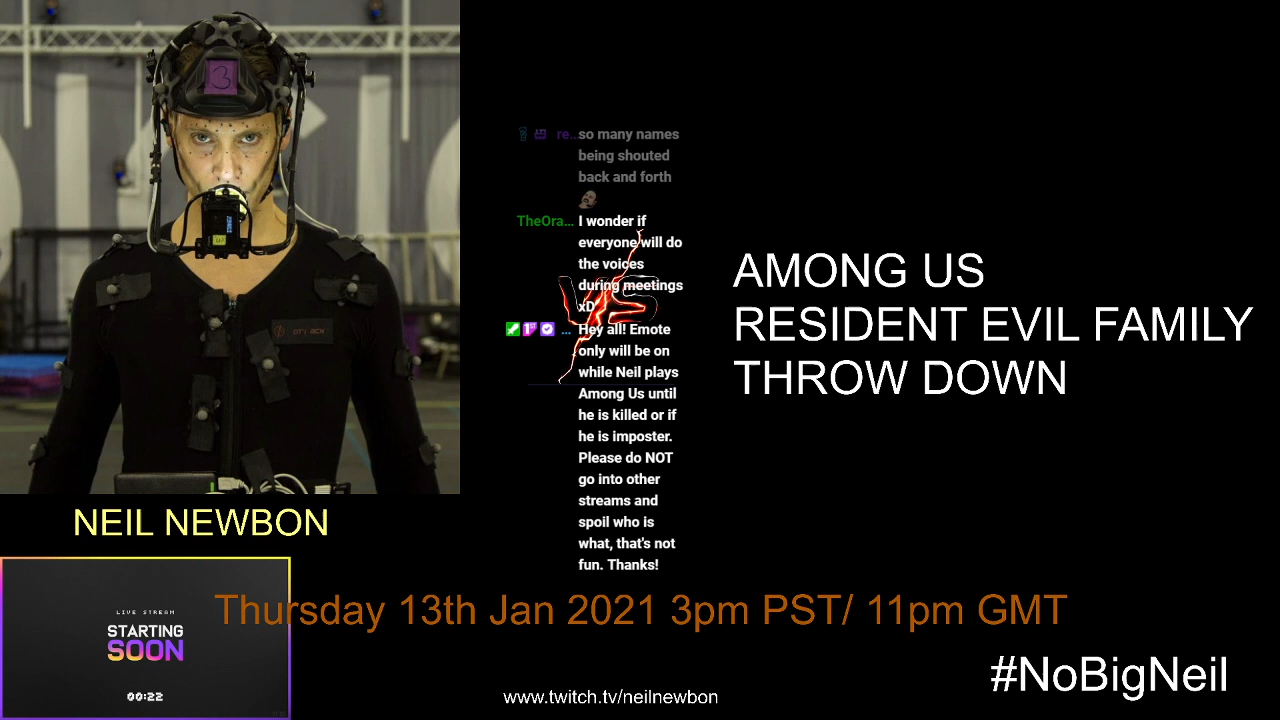 3
re...
so many names
being shouted
back and forth
TheOra...
I wonder if
everyone will do
the voices
during meetings
xD
VS
...
Hey all! Emote
only will be on
while Neil plays
Among Us until
he is killed or if
he is imposter.
Please do NOT
go into other
streams and
spoil who is
what, that's not
fun. Thanks!
AMONG US
RESIDENT EVIL FAMILY
THROW DOWN
NEIL NEWBON
Thursday 13th Jan 2021 3pm PST/ 11pm GMT
LIVE STREAM
STARTING
SOON
00:22
#NoBigNeil
www.twitch.tv/neilnewbon